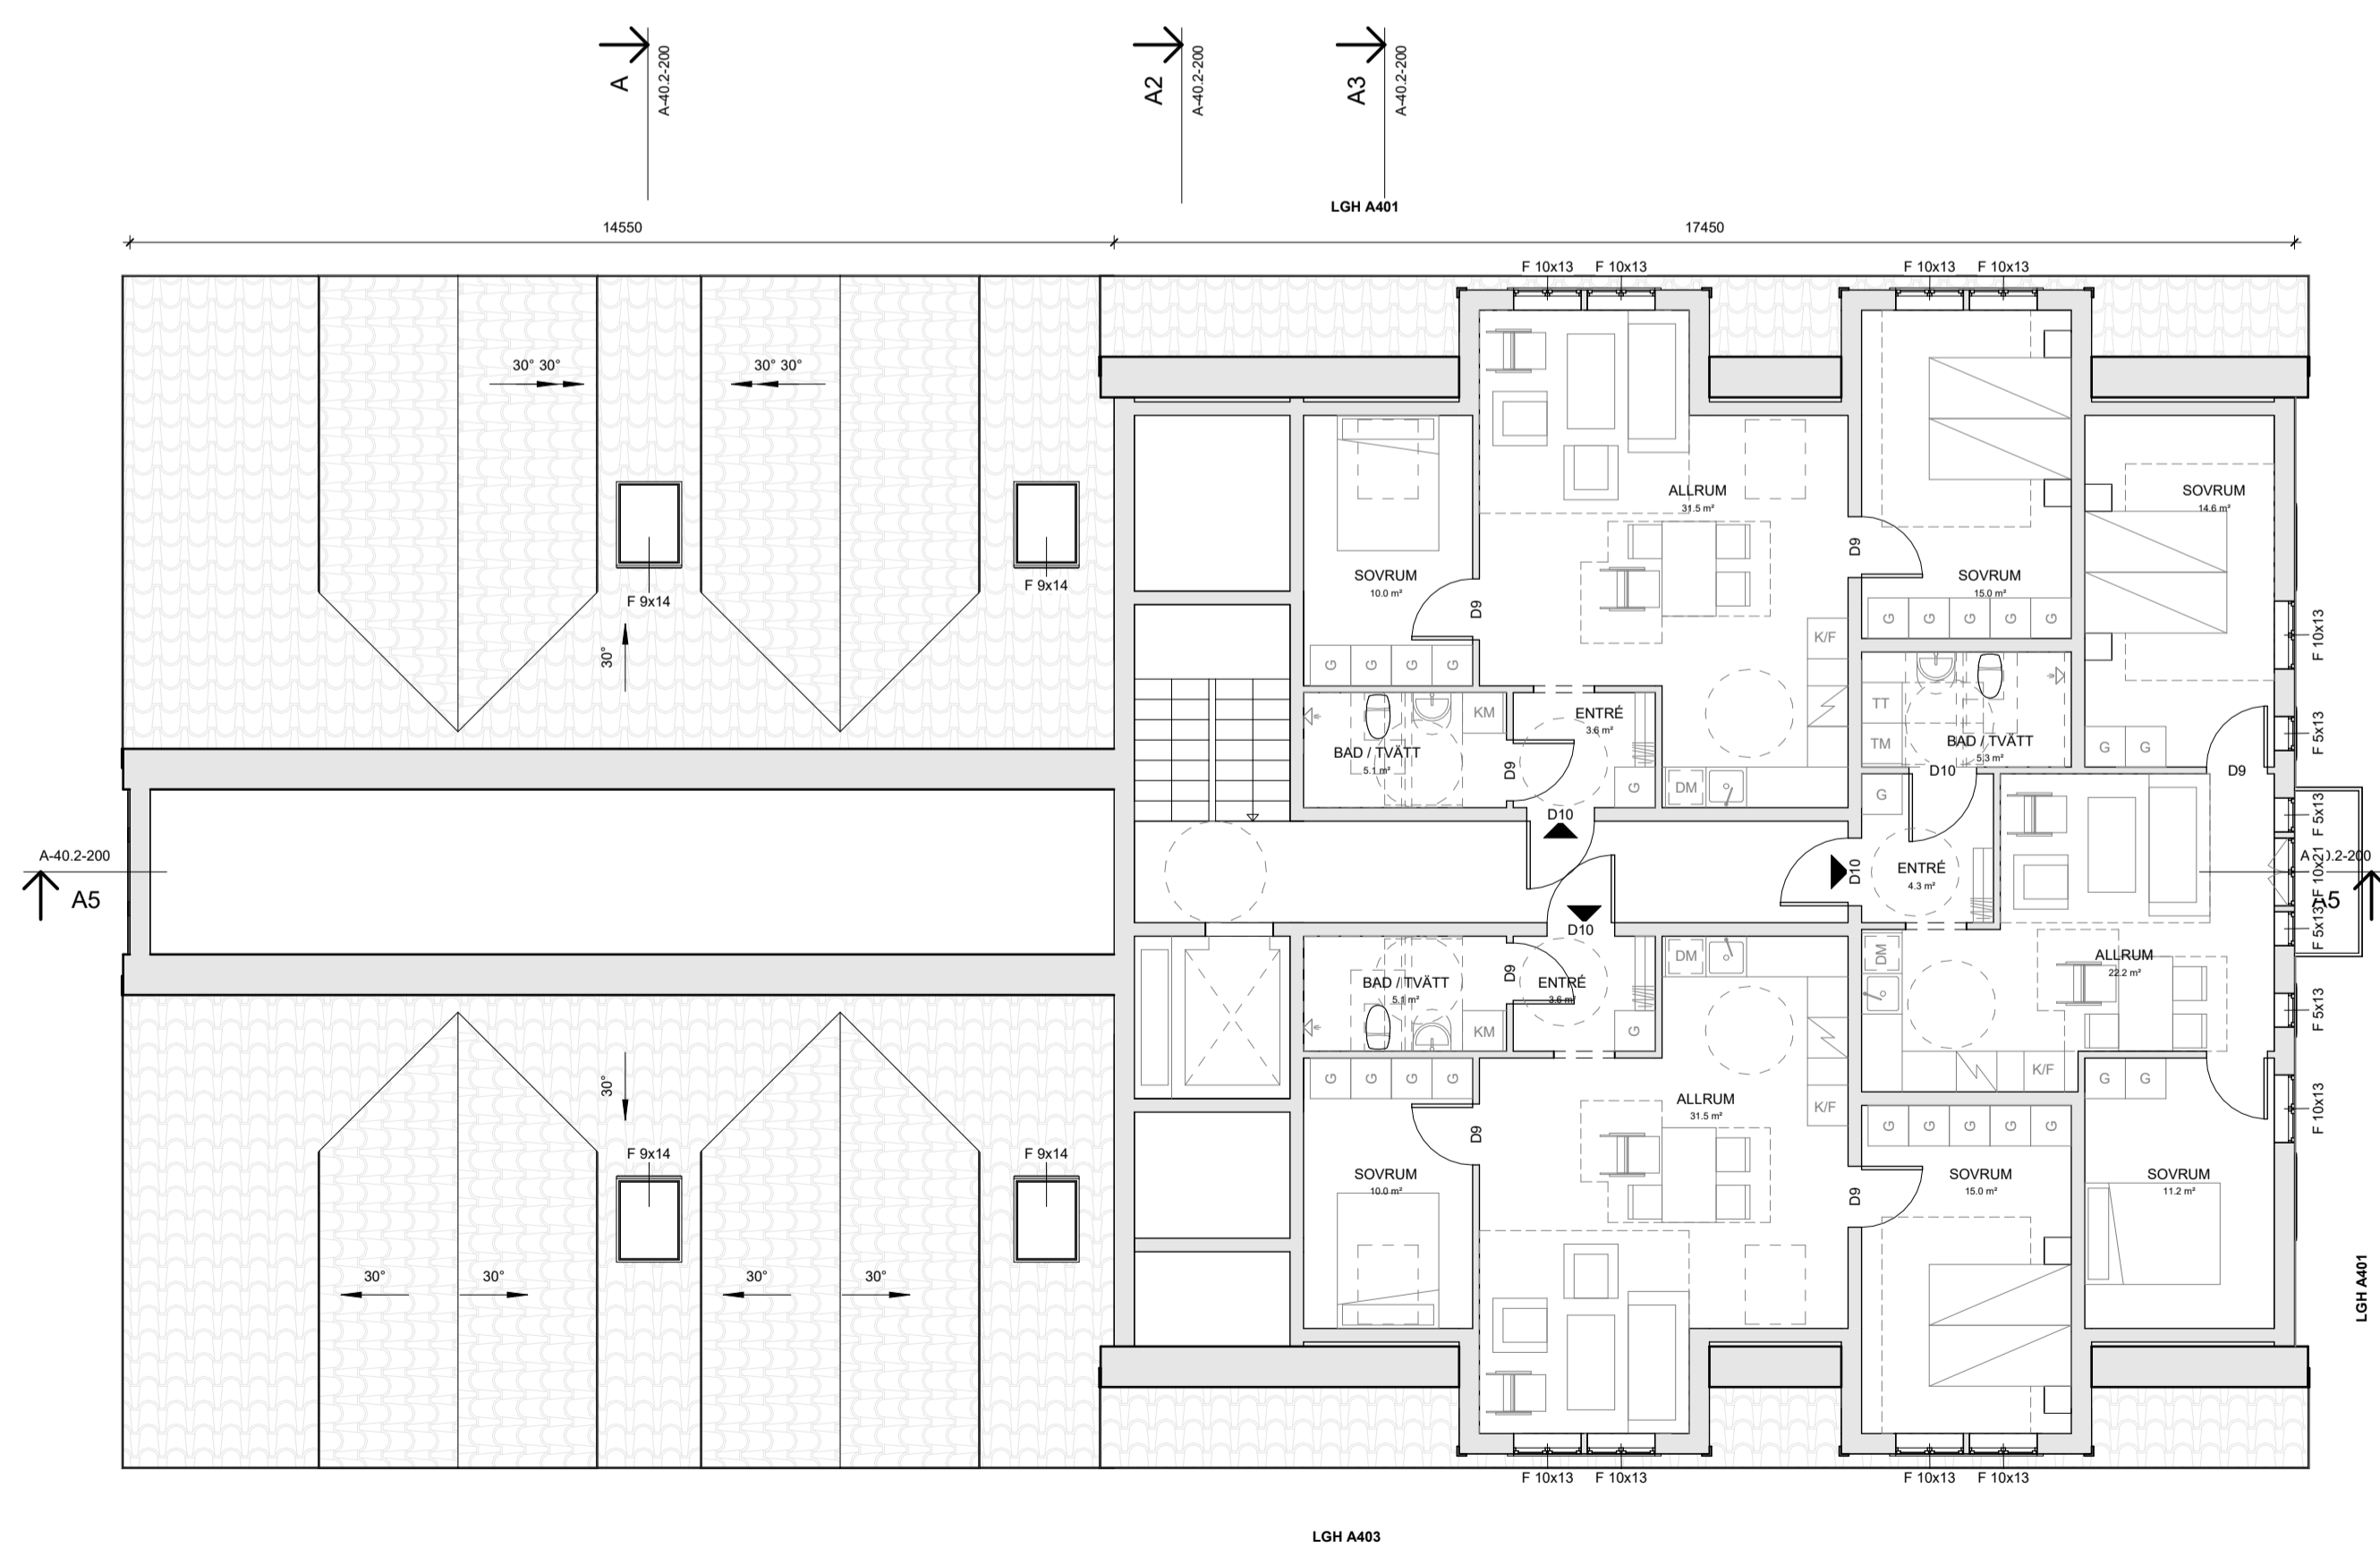 A
A-40.2-200
A2
A-40.2-200
A3
A-40.2-200
LGH A401
14550
17450
F 10x13
F 10x13
F 10x13
F 10x13
30° 30°
30° 30°
F 9x14
F 9x14
30°
ALLRUM
31.5 m²
SOVRUM
14.6 m²
SOVRUM
10.0 m²
SOVRUM
15.0 m²
D9
D9
G
G
G
G
G
G
G
G
G
K/F
F 10x13
F 5x13
KM
ENTRÉ
3.6 m²
BAD / TVÄTT
5.1 m²
D9
G
DM
TT
TM
BAD / TVÄTT
5.3 m²
D10
G
G
G
D9
D10
F 5x13
A-40.2-200
A5
D10
ENTRÉ
4.3 m²
F 10x21
A5
F 5x13
D10
BAD / TVÄTT
5.1 m²
D9
ENTRÉ
3.6 m²
DM
DM
ALLRUM
22.2 m²
F 5x13
KM
G
K/F
G
G
G
G
G
G
30°
ALLRUM
31.5 m²
K/F
F 10x13
D9
G
G
G
G
G
F 9x14
F 9x14
SOVRUM
10.0 m²
D9
SOVRUM
15.0 m²
SOVRUM
11.2 m²
30°
30°
30°
30°
LGH A401
F 10x13
F 10x13
F 10x13
F 10x13
LGH A403